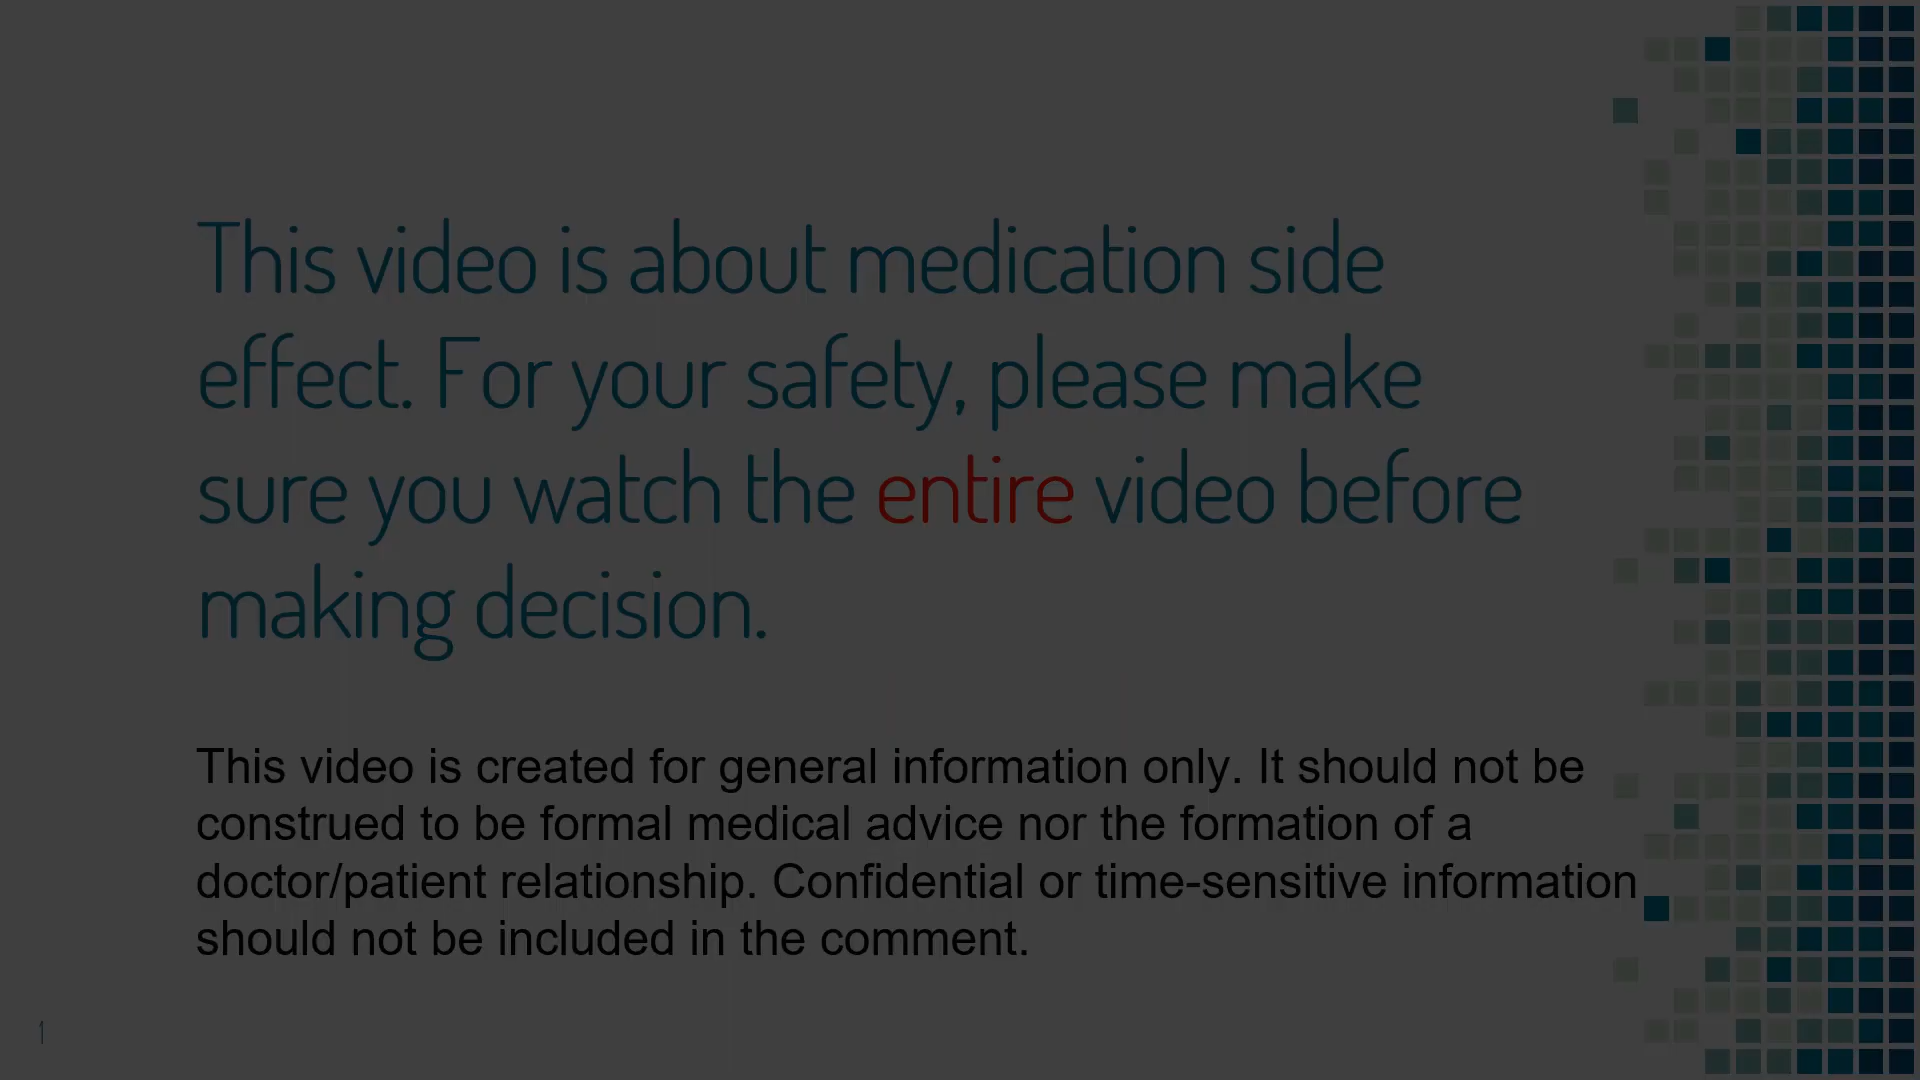 This video is about medication side
effect. For your safety, please make
sure you watch the entire video before
making decision.
This video is created for general information only. It should not be
construed to be formal medical advice nor the formation of a
doctor/patient relationship. Confidential or time-sensitive information
should not be included in the comment.
1